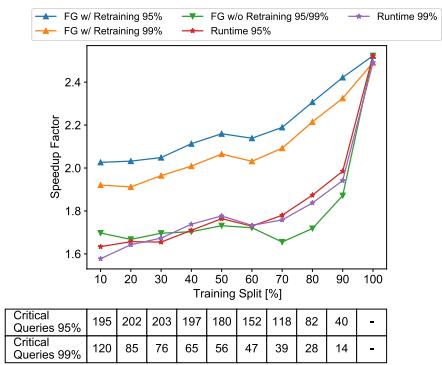 FG w/ Retraining 95% FG w/o Retraining 95/99% Runtime 99%
FG w/ Retraining 99% Runtime 95%
Speedup Factor
2.4
2.2
2.0
1.8
1.6
10 20 30 40 50 60 70 80 90 100
Training Split [%]
Critical Queries 95% 195 202 203 197 180 152 118 82 40 -
Critical Queries 99% 120 85 76 65 56 47 39 28 14 -